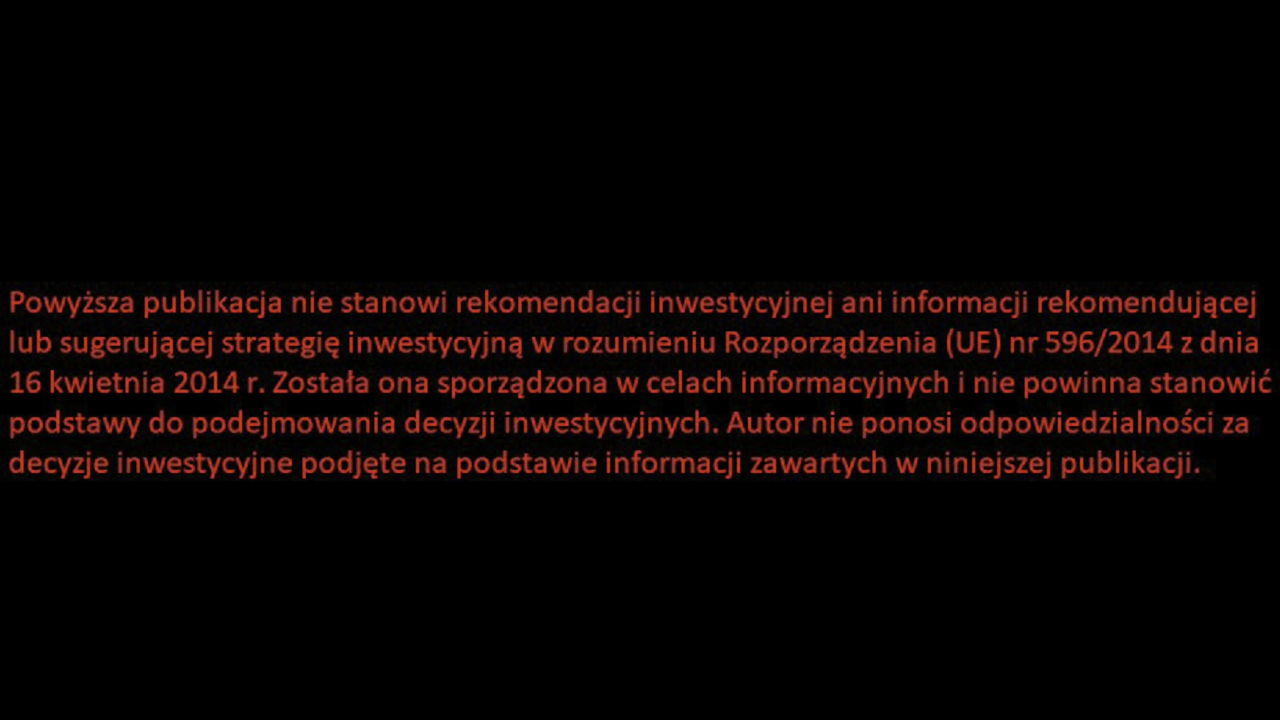 Powyższa publikacja nie stanowi rekomendacji inwestycyjnej ani informacji rekomendującej
lub sugerującej strategię inwestycyjną w rozumieniu Rozporządzenia (UE) nr 596/2014 z dnia
16 kwietnia 2014 r. Została ona sporządzona w celach informacyjnych i nie powinna stanowić
podstawy do podejmowania decyzji inwestycyjnych. Autor nie ponosi odpowiedzialności za
decyzje inwestycyjne podjęte na podstawie informacji zawartych w niniejszej publikacji.